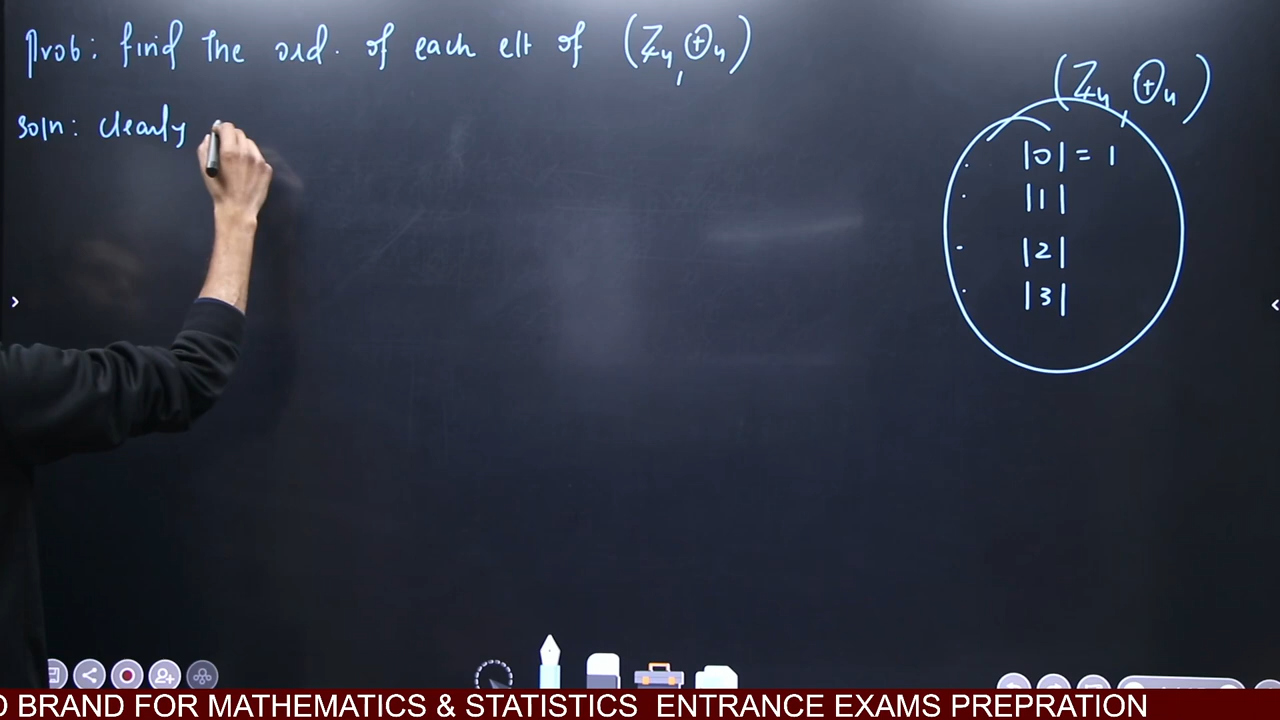 Prob: find the ord. of each elt of (Z₄, ⊕₄)
Soln: clearly
(Z₄, ⊕₄)
|0| = 1
|1|
|2|
|3|
D BRAND FOR MATHEMATICS & STATISTICS ENTRANCE EXAMS PREPRATION